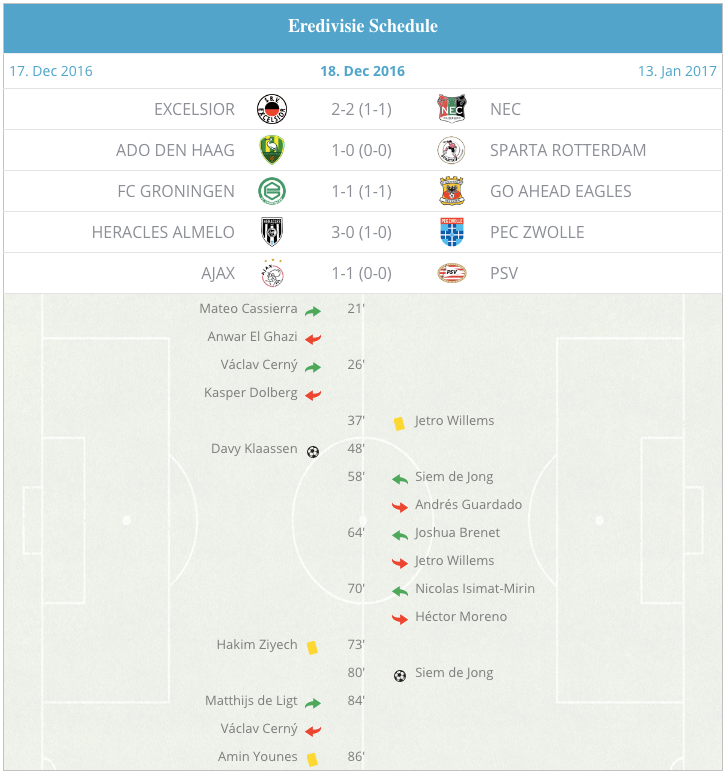 Eredivisie Schedule
17. Dec 2016 18. Dec 2016 13. Jan 2017
EXCELSIOR 2-2 (1-1) NEC
ADO DEN HAAG 1-0 (0-0) SPARTA ROTTERDAM
FC GRONINGEN 1-1 (1-1) GO AHEAD EAGLES
HERACLES ALMELO 3-0 (1-0) PEC ZWOLLE
AJAX 1-1 (0-0) PSV
Mateo Cassierra 21'
Anwar El Ghazi
Václav Cerný 26'
Kasper Dolberg
37' Jetro Willems
Davy Klaassen 48'
58' Siem de Jong
Andrés Guardado
64' Joshua Brenet
Jetro Willems
70' Nicolas Isimat-Mirin
Héctor Moreno
Hakim Ziyech 73'
80' Siem de Jong
Matthijs de Ligt 84'
Václav Cerný
Amin Younes 86'